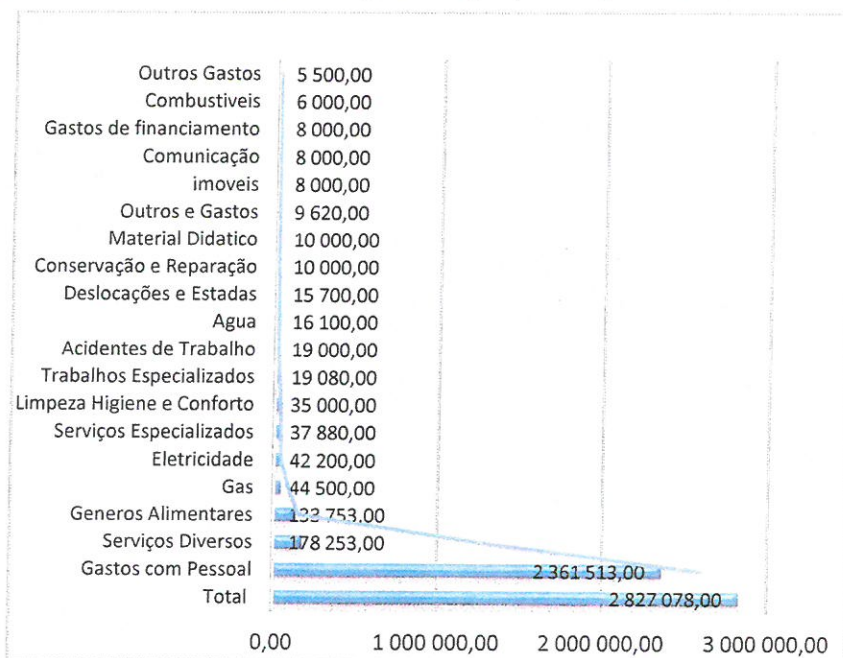 Outros Gastos 5 500,00
Combustiveis 6 000,00
Gastos de financiamento 8 000,00
Comunicação 8 000,00
imoveis 8 000,00
Outros e Gastos 9 620,00
Material Didatico 10 000,00
Conservação e Reparação 10 000,00
Deslocações e Estadas 15 700,00
Agua 16 100,00
Acidentes de Trabalho 19 000,00
Trabalhos Especializados 19 080,00
Limpeza Higiene e Conforto 35 000,00
Serviços Especializados 37 880,00
Eletricidade 42 200,00
Gas 44 500,00
Generos Alimentares 133 753,00
Serviços Diversos 178 253,00
Gastos com Pessoal 2 361 513,00
Total 2 827 078,00
0,00 1 000 000,00 2 000 000,00 3 000 000,00